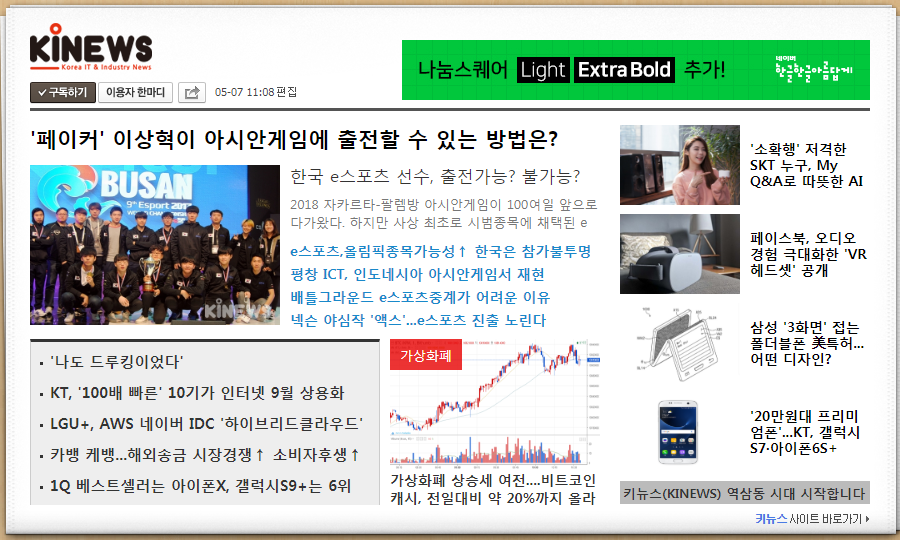 KINEWS
Korea IT & Industry News
구독하기
이용자 한마디
05-07 11:08 편집
나눔스퀘어 Light ExtraBold 추가!
네이버
한글한글아름답게
'페이커' 이상혁이 아시안게임에 출전할 수 있는 방법은?
BUSAN
9th Esport 2017
KINEWS
한국 e스포츠 선수, 출전가능? 불가능?
2018 자카르타-팔렘방 아시안게임이 100여일 앞으로
다가왔다. 하지만 사상 최초로 시범종목에 채택된 e
e스포츠,올림픽종목가능성↑ 한국은 참가불투명
평창 ICT, 인도네시아 아시안게임서 재현
배틀그라운드 e스포츠중계가 어려운 이유
넥슨 야심작 '액스'...e스포츠 진출 노린다
'소확행' 저격한
SKT 누구, My
Q&A로 따뜻한 AI
페이스북, 오디오
경험 극대화한 'VR
헤드셋' 공개
삼성 '3화면' 접는
폴더블폰 美특허...
어떤 디자인?
'20만원대 프리미
엄폰'...KT, 갤럭시
S7·아이폰6S+
'나도 드루킹이었다'
KT, '100배 빠른' 10기가 인터넷 9월 상용화
LGU+, AWS 네이버 IDC '하이브리드클라우드'
카뱅 케뱅...해외송금 시장경쟁↑ 소비자후생↑
1Q 베스트셀러는 아이폰X, 갤럭시S9+는 6위
가상화폐
가상화폐 상승세 여전....비트코인
캐시, 전일대비 약 20%까지 올라
키뉴스(KINEWS) 역삼동 시대 시작합니다
키뉴스 사이트 바로가기